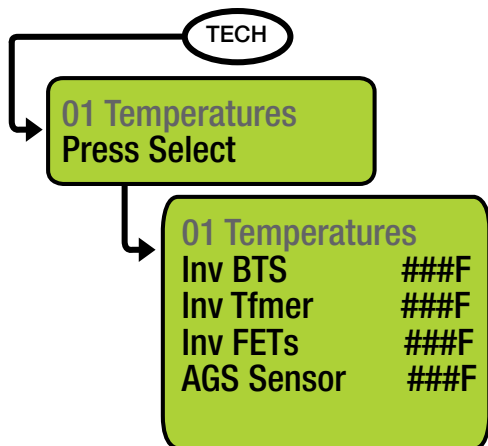 TECH
01 Temperatures
Press Select
01 Temperatures
Inv BTS ###F
Inv Tfmer ###F
Inv FETs ###F
AGS Sensor ###F